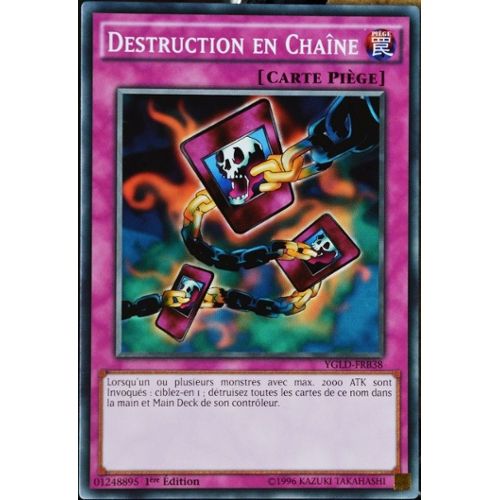 DESTRUCTION EN CHAÎNE
PIÈGE
罠
[CARTE PIÈGE]
YGLD-FRB38
Lorsqu'un ou plusieurs monstres avec max. 2000 ATK sont
Invoqués : ciblez-en 1 ; détruisez toutes les cartes de ce nom dans
la main et Main Deck de son contrôleur.
01248895 1ère Édition ©1996 KAZUKI TAKAHASHI